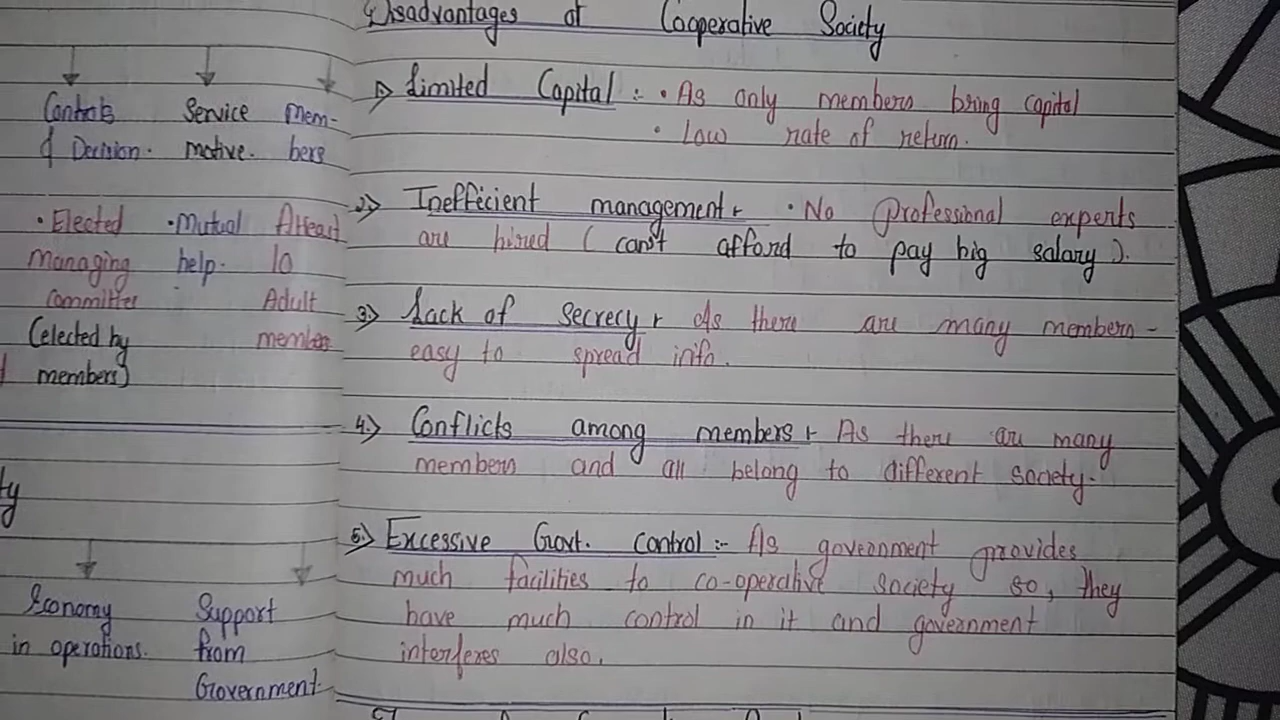 Controls Service Mem-
& Decision. motive. bers
• Elected • Mutual Atleast
managing help. 10
committee Adult
(elected by members
members)
ty
Economy Support
in operations. from
Government.
Disadvantages of Cooperative Society
1) Limited Capital :- • As only members bring capital
• Low rate of return.
2) Inefficient management :- • No professional experts
are hired (can't afford to pay big salary).
3) Lack of Secrecy :- As there are many members -
easy to spread info.
4.) Conflicts among members :- As there are many
members and all belong to different society.
5.) Excessive Govt. control :- As government provides
much facilities to co-operative society so, they
have much control in it and government
interferes also.